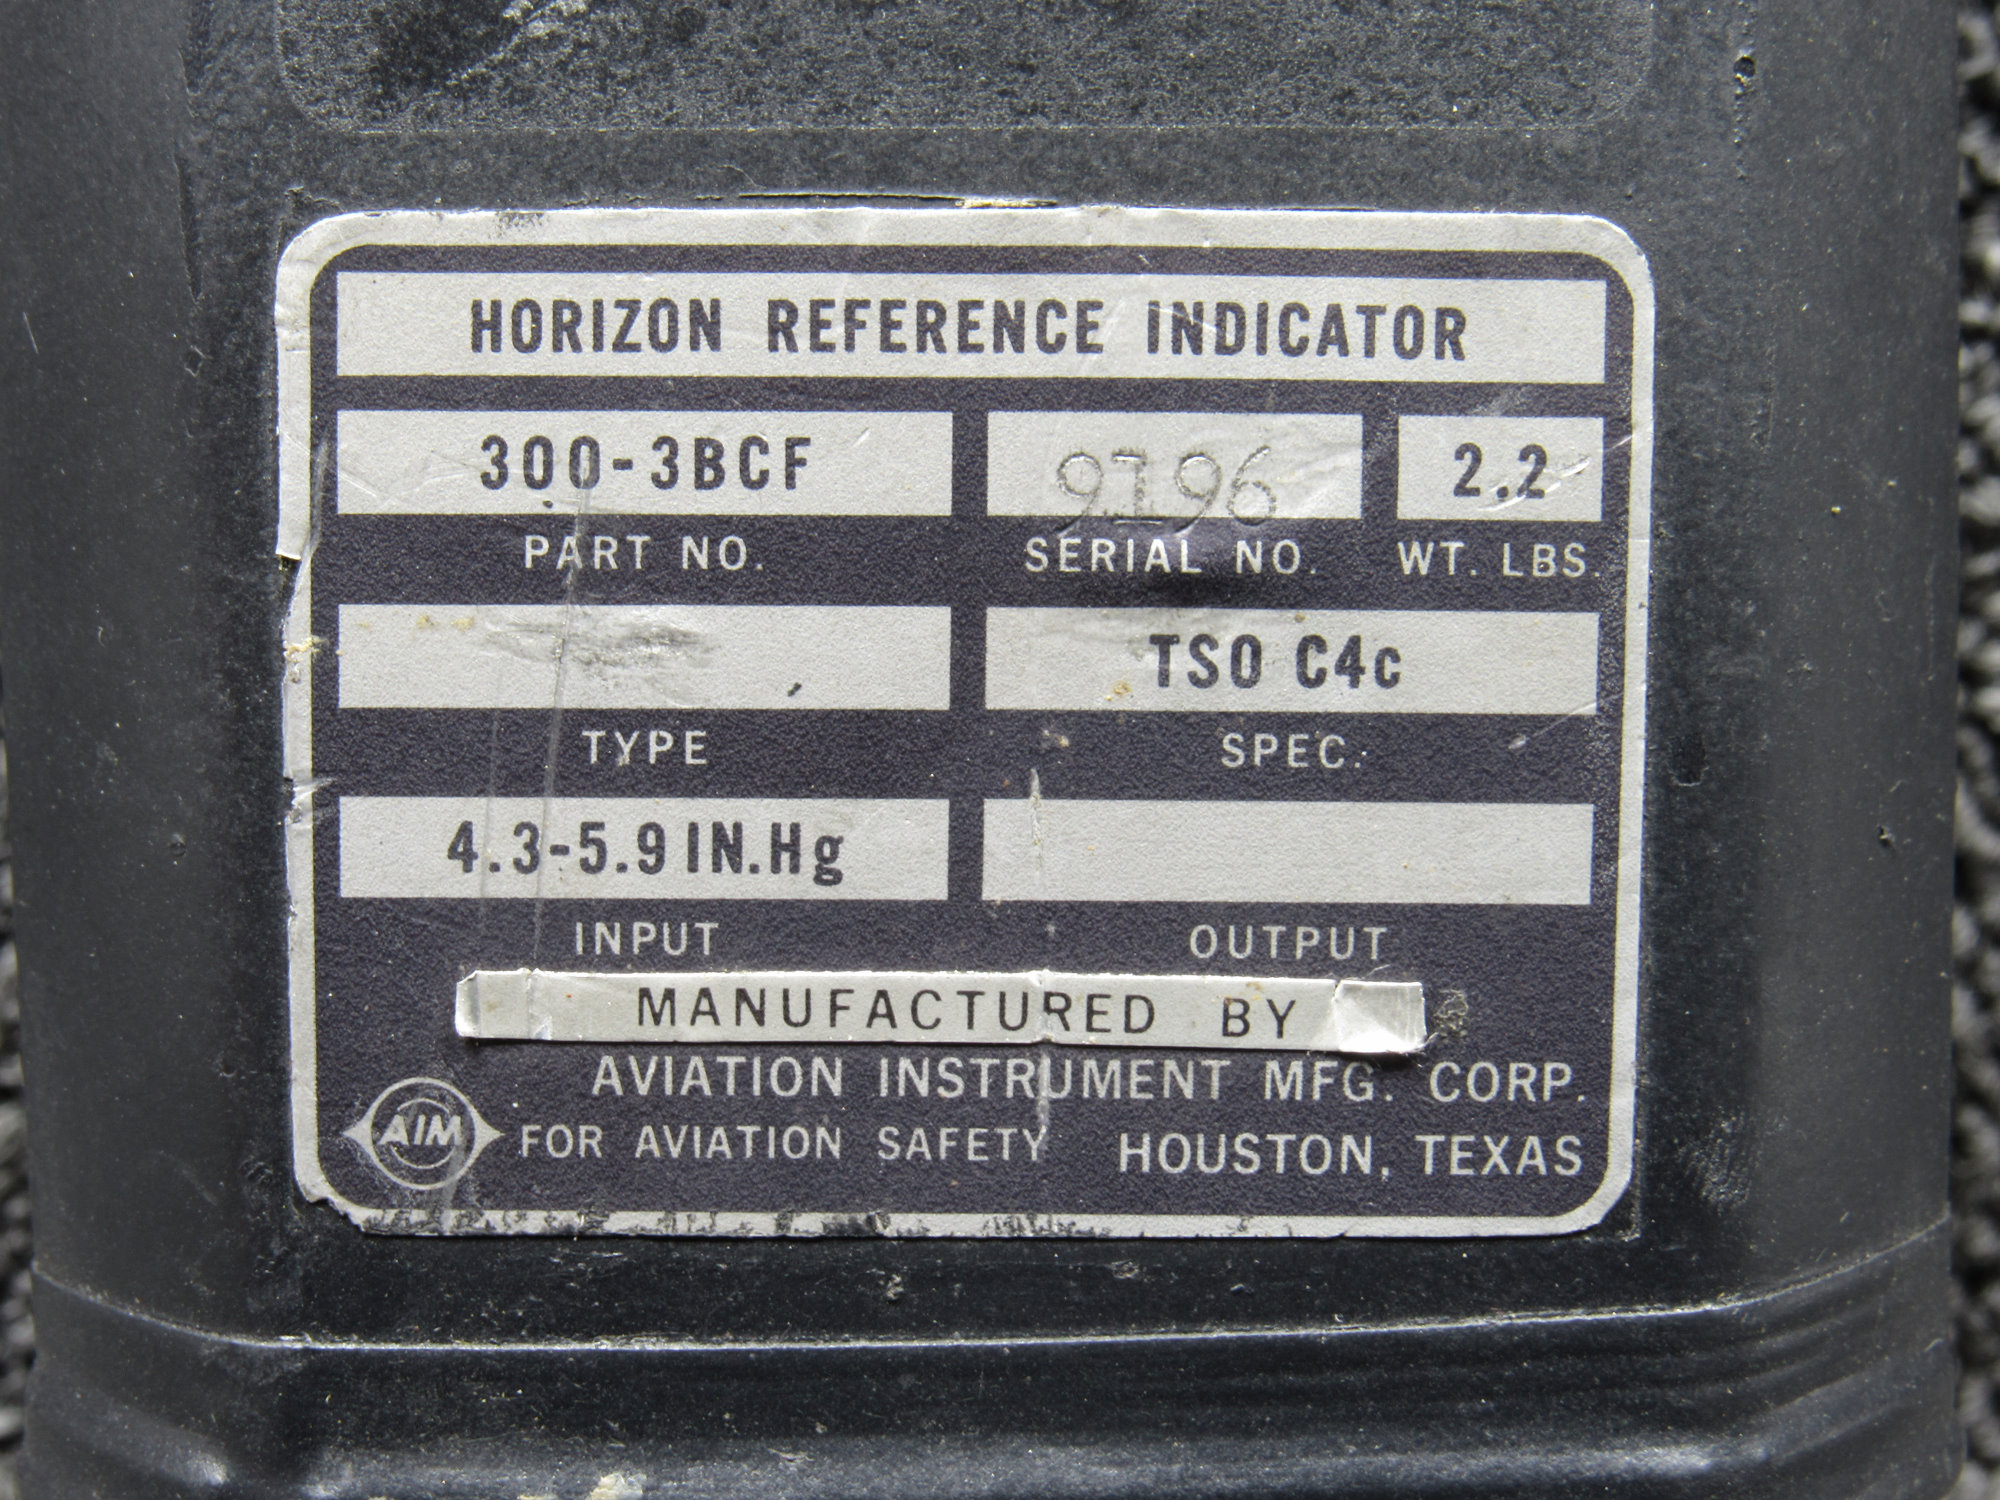 HORIZON REFERENCE INDICATOR
300-3BCF 9196 2.2
PART NO. SERIAL NO. WT. LBS.
TSO C4c
TYPE SPEC.
4.3-5.9 IN.Hg
INPUT OUTPUT
MANUFACTURED BY
AVIATION INSTRUMENT MFG. CORP.
AIM FOR AVIATION SAFETY HOUSTON, TEXAS